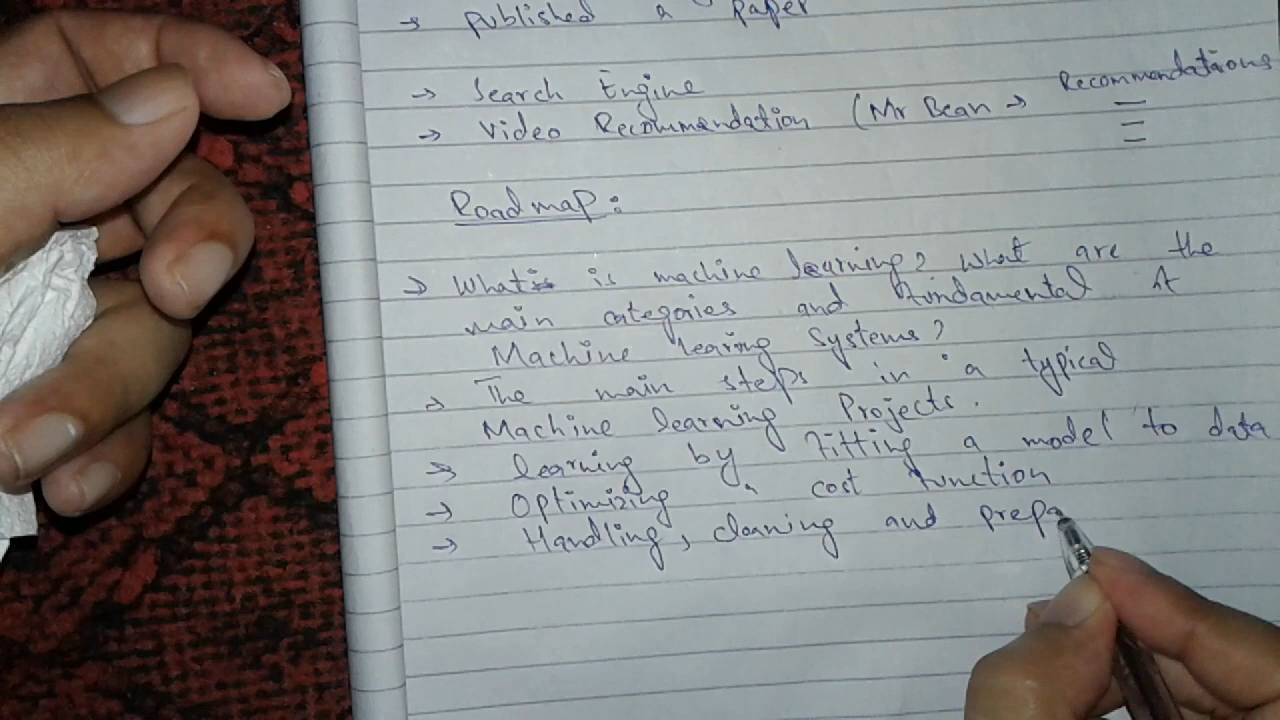 → published a paper
→ Search Engine
→ Video Recommendation (Mr Bean → Recommendations
Roadmap:
→ What is machine learning? What are the
main categories and fundamental of
Machine learing Systems?
→ The main steps in a typical
Machine learning Projects.
→ learning by fitting a model to data
→ Optimizing a cost function
→ Handling, cleaning and prepa